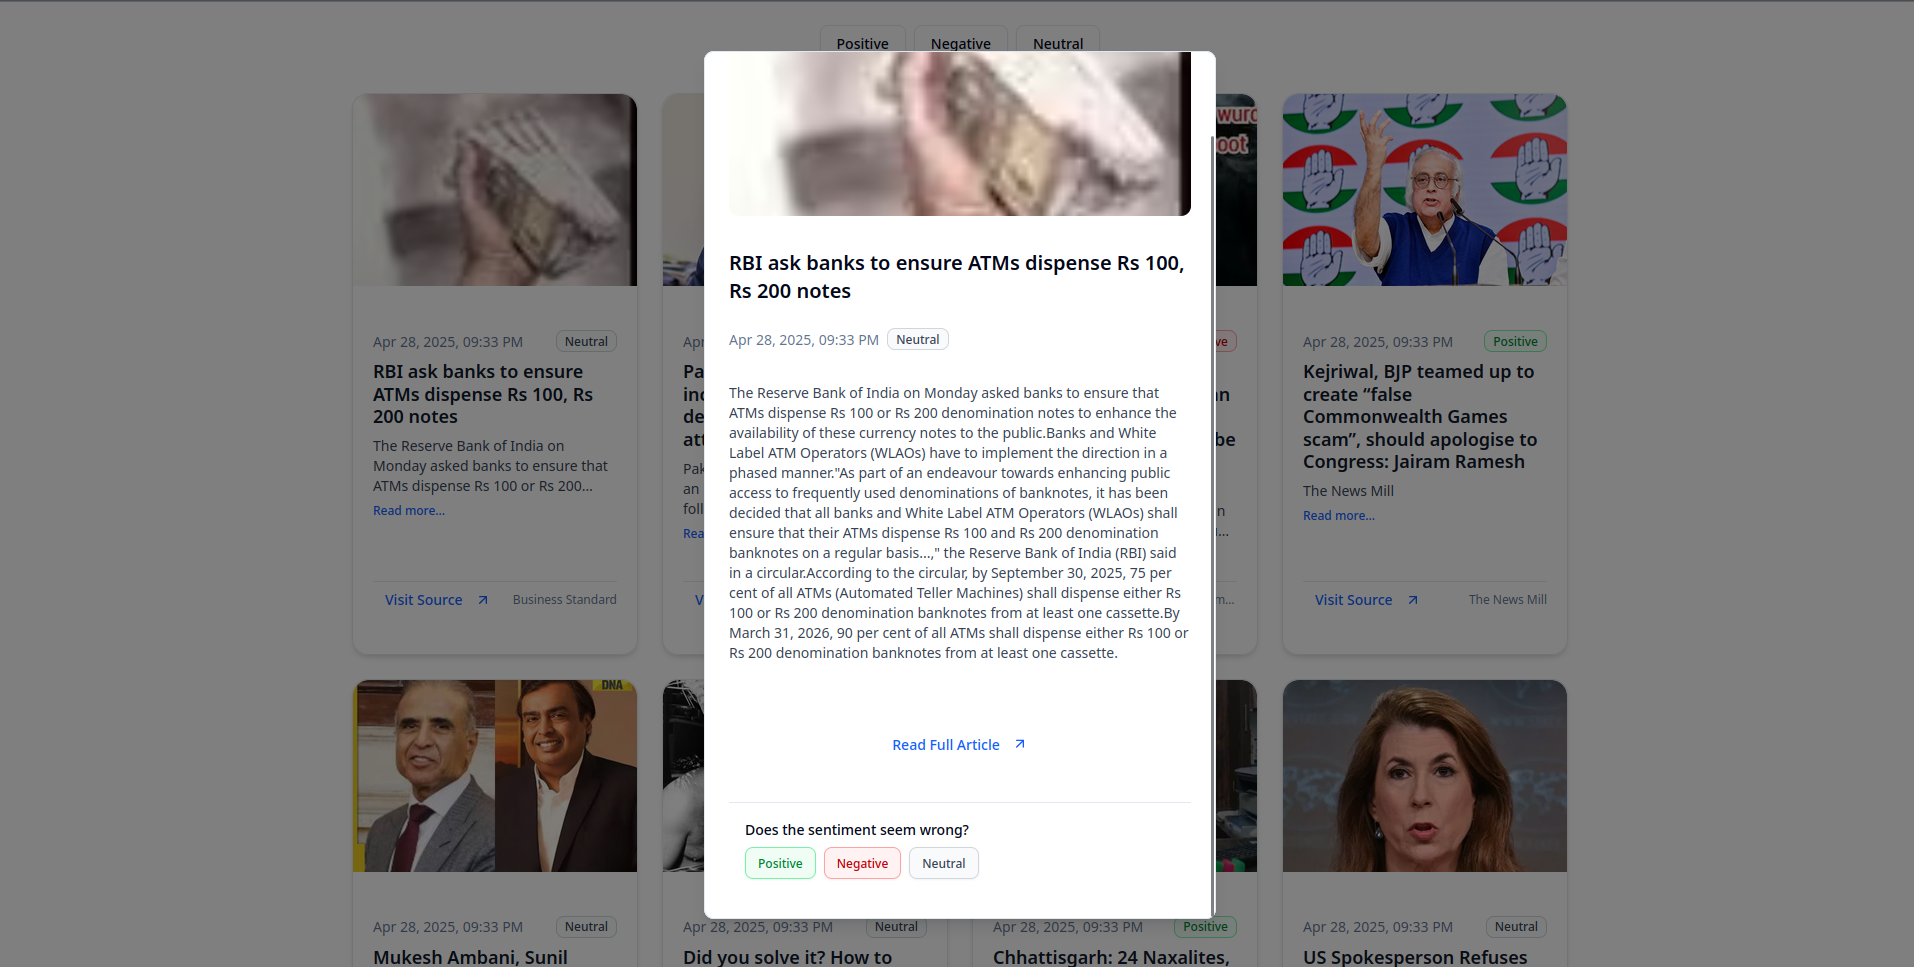 Positive
Negative
Neutral
RBI ask banks to ensure ATMs dispense Rs 100,
Rs 200 notes
Apr 28, 2025, 09:33 PM
Neutral
The Reserve Bank of India on Monday asked banks to ensure that
ATMs dispense Rs 100 or Rs 200 denomination notes to enhance the
availability of these currency notes to the public.Banks and White
Label ATM Operators (WLAOs) have to implement the direction in a
phased manner."As part of an endeavour towards enhancing public
access to frequently used denominations of banknotes, it has been
decided that all banks and White Label ATM Operators (WLAOs) shall
ensure that their ATMs dispense Rs 100 and Rs 200 denomination
banknotes on a regular basis...," the Reserve Bank of India (RBI) said
in a circular.According to the circular, by September 30, 2025, 75 per
cent of all ATMs (Automated Teller Machines) shall dispense either Rs
100 or Rs 200 denomination banknotes from at least one cassette.By
March 31, 2026, 90 per cent of all ATMs shall dispense either Rs 100 or
Rs 200 denomination banknotes from at least one cassette.
Read Full Article
Does the sentiment seem wrong?
Positive
Negative
Neutral
Apr 28, 2025, 09:33 PM
Neutral
RBI ask banks to ensure
ATMs dispense Rs 100, Rs
200 notes
The Reserve Bank of India on
Monday asked banks to ensure that
ATMs dispense Rs 100 or Rs 200...
Read more...
Visit Source
Business Standard
Apr 28, 2025, 09:33 PM
Positive
Kejriwal, BJP teamed up to
create “false
Commonwealth Games
scam”, should apologise to
Congress: Jairam Ramesh
The News Mill
Read more...
Visit Source
The News Mill
DNA
Apr 28, 2025, 09:33 PM
Neutral
Mukesh Ambani, Sunil
Apr 28, 2025, 09:33 PM
Neutral
Did you solve it? How to
Apr 28, 2025, 09:33 PM
Positive
Chhattisgarh: 24 Naxalites,
Apr 28, 2025, 09:33 PM
Neutral
US Spokesperson Refuses